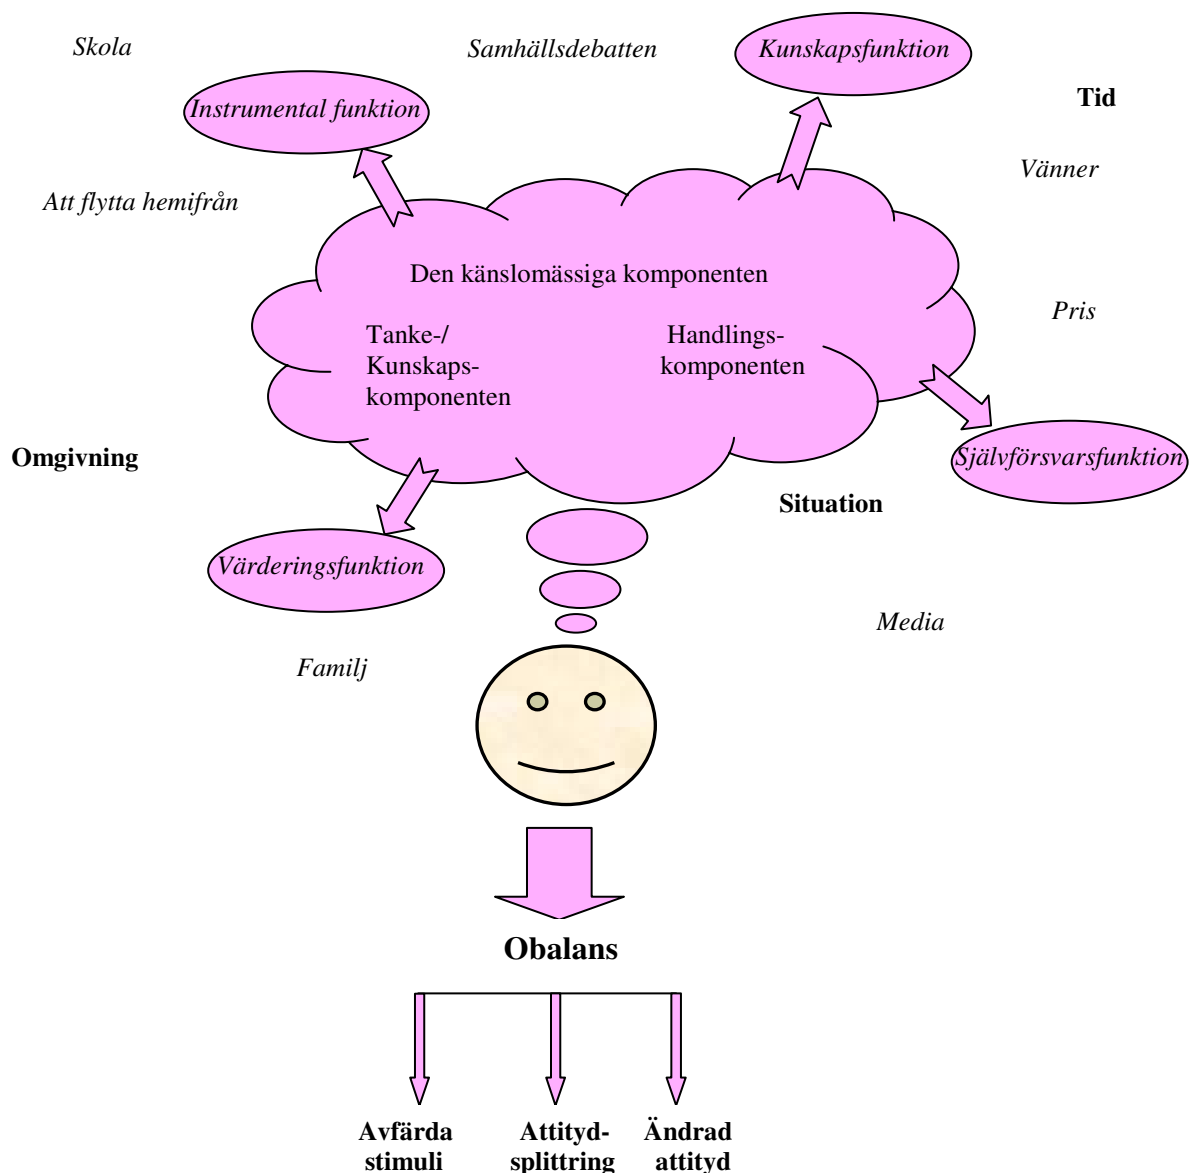 Skola
Samhällsdebatten
Kunskapsfunktion
Instrumental funktion
Tid
Vänner
Att flytta hemifrån
Den känslomässiga komponenten
Pris
Tanke-/
Kunskaps-
komponenten
Handlings-
komponenten
Omgivning
Självförsvarsfunktion
Situation
Värderingsfunktion
Media
Familj
Obalans
Avfärda
stimuli
Attityd-
splittring
Ändrad
attityd